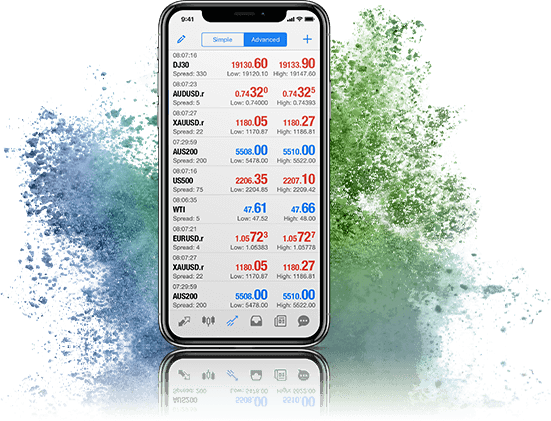 9:41
Simple Advanced
08:07:16
DJ30 19130.60 19133.90
Spread: 330 Low: 19120.10 High: 19147.60
08:07:23
AUDUSD.r 0.74320 0.74325
Spread: 5 Low: 0.74000 High: 0.74393
08:07:27
XAUUSD.r 1180.05 1180.27
Spread: 22 Low: 1170.87 High: 1186.81
07:29:59
AUS200 5508.00 5510.00
Spread: 200 Low: 5478.00 High: 5522.00
08:07:16
US500 2206.35 2207.10
Spread: 75 Low: 2204.85 High: 2209.42
08:06:35
WTI 47.61 47.66
Spread: 5 Low: 47.52 High: 48.00
08:07:21
EURUSD.r 1.05723 1.05727
Spread: 4 Low: 1.05383 High: 1.05778
08:07:27
XAUUSD.r 1180.05 1180.27
Spread: 22 Low: 1170.87 High: 1186.81
07:29:59
AUS200 5508.00 5510.00
Spread: 200 Low: 5478.00 High: 5522.00